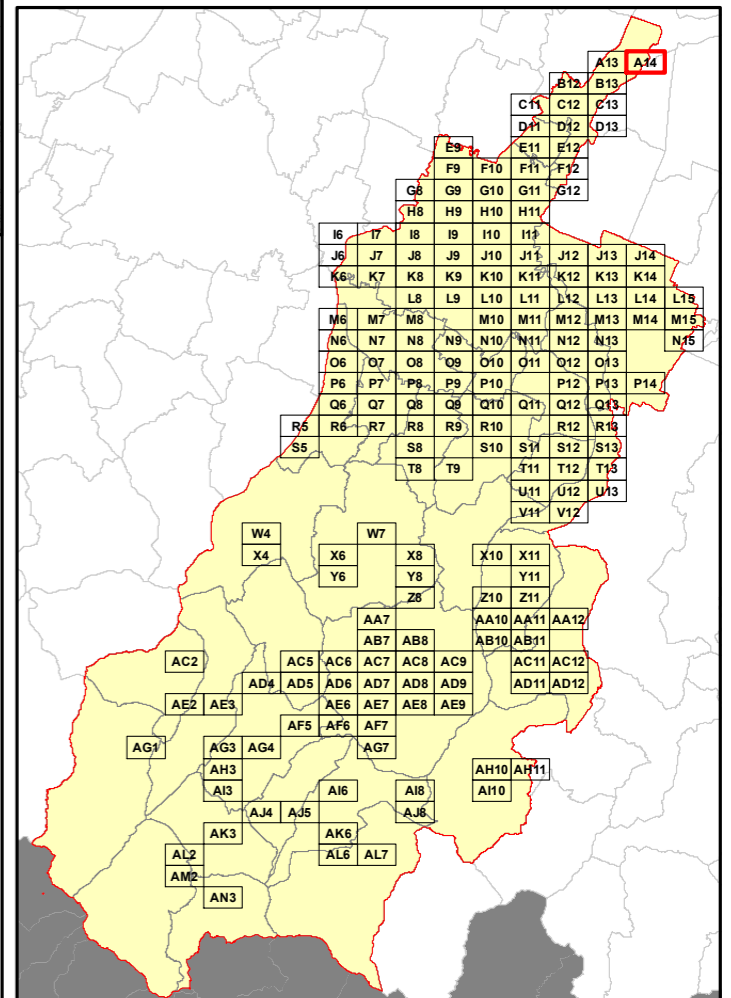 A13 A14
B12 B13
C11 C12 C13
D11 D12 D13
E9 E11 E12
F9 F10 F11 F12
G8 G9 G10 G11 G12
H8 H9 H10 H11
I6 I7 I8 I9 I10 I11
J6 J7 J8 J9 J10 J11 J12 J13 J14
K6 K7 K8 K9 K10 K11 K12 K13 K14
L8 L9 L10 L11 L12 L13 L14 L15
M6 M7 M8 M10 M11 M12 M13 M14 M15
N6 N7 N8 N9 N10 N11 N12 N13 N15
O6 O7 O8 O9 O10 O11 O12 O13
P6 P7 P8 P9 P10 P12 P13 P14
Q6 Q7 Q8 Q9 Q10 Q11 Q12 Q13
R5 R6 R7 R8 R9 R10 R12 R13
S5 S8 S10 S11 S12 S13
T8 T9 T11 T12 T13
U11 U12 U13
V11 V12
W4 W7
X4 X6 X8 X10 X11
Y6 Y8 Y11
Z8 Z10 Z11
AA7 AA10 AA11 AA12
AB7 AB8 AB10 AB11
AC2 AC5 AC6 AC7 AC8 AC9 AC11 AC12
AD4 AD5 AD6 AD7 AD8 AD9 AD11 AD12
AE2 AE3 AE6 AE7 AE8 AE9
AF5 AF6 AF7
AG1 AG3 AG4 AG7
AH3 AH10 AH11
AI3 AI6 AI8 AI10
AJ4 AJ5 AJ8
AK3 AK6
AL2 AL6 AL7
AM2
AN3